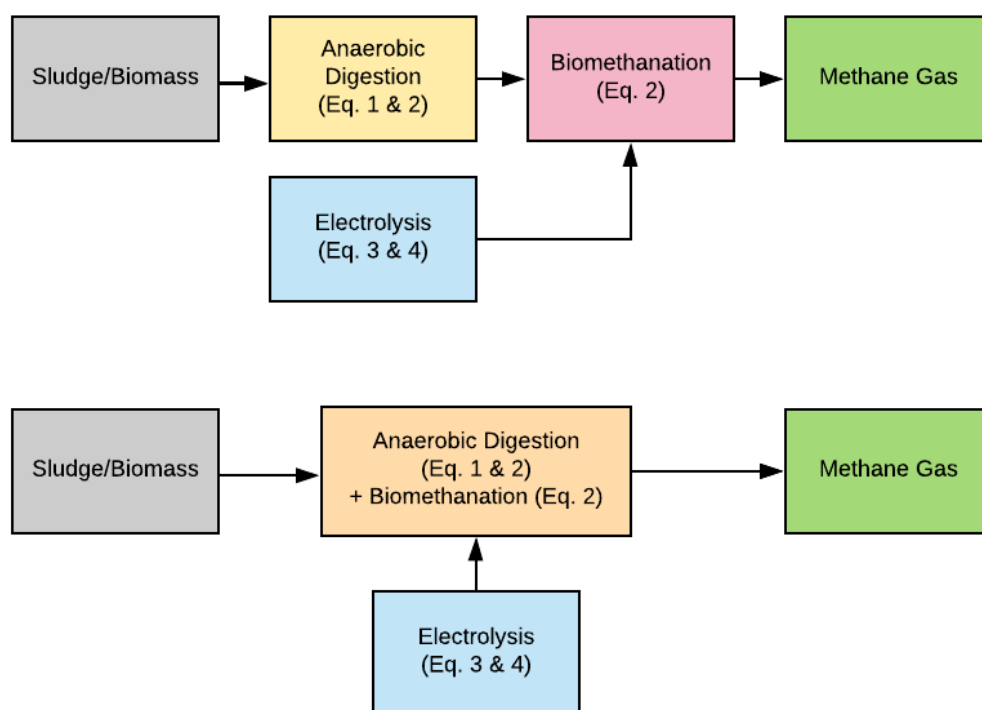 Sludge/Biomass
Anaerobic
Digestion
(Eq. 1 & 2)
Biomethanation
(Eq. 2)
Methane Gas
Electrolysis
(Eq. 3 & 4)
Sludge/Biomass
Anaerobic Digestion
(Eq. 1 & 2)
+ Biomethanation (Eq. 2)
Methane Gas
Electrolysis
(Eq. 3 & 4)